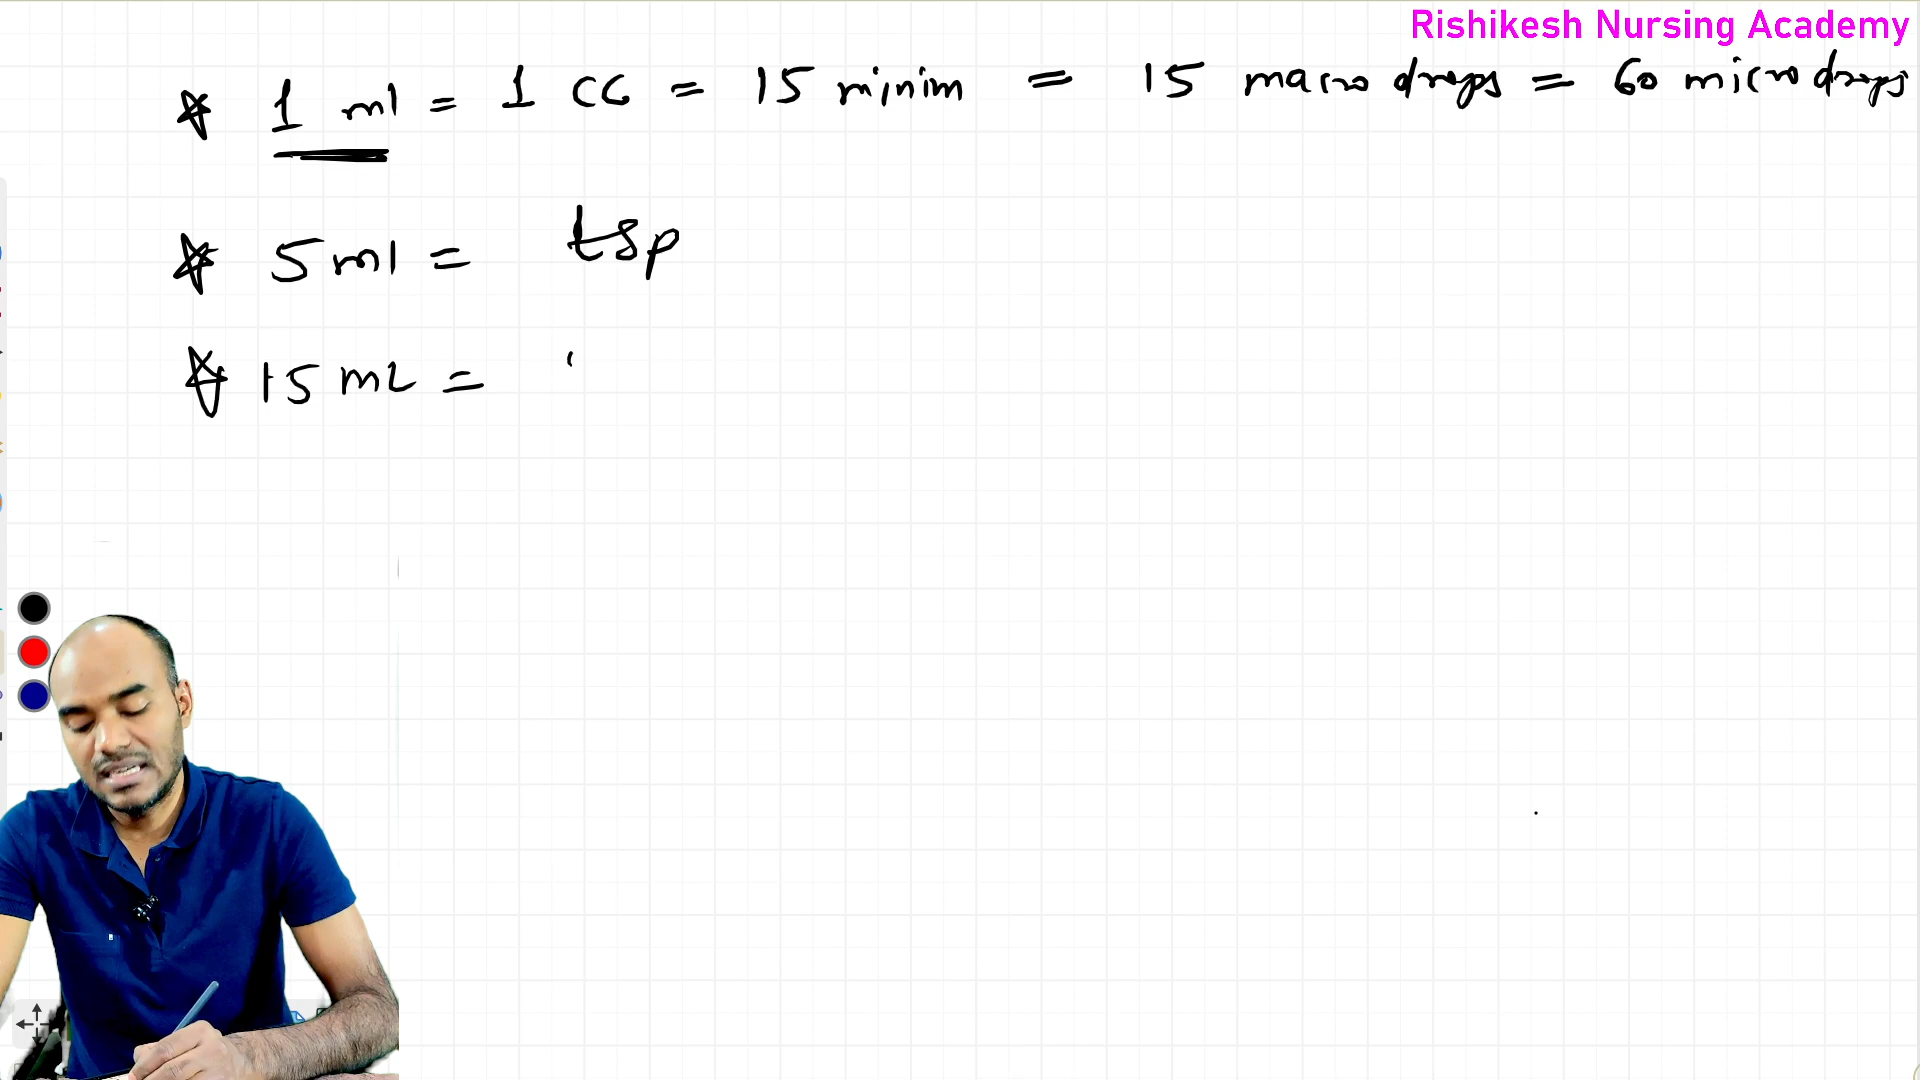 Rishikesh Nursing Academy
1 ml = 1 CC = 15 minim = 15 macro drops = 60 micro drops
5 ml = tsp
15 mL =